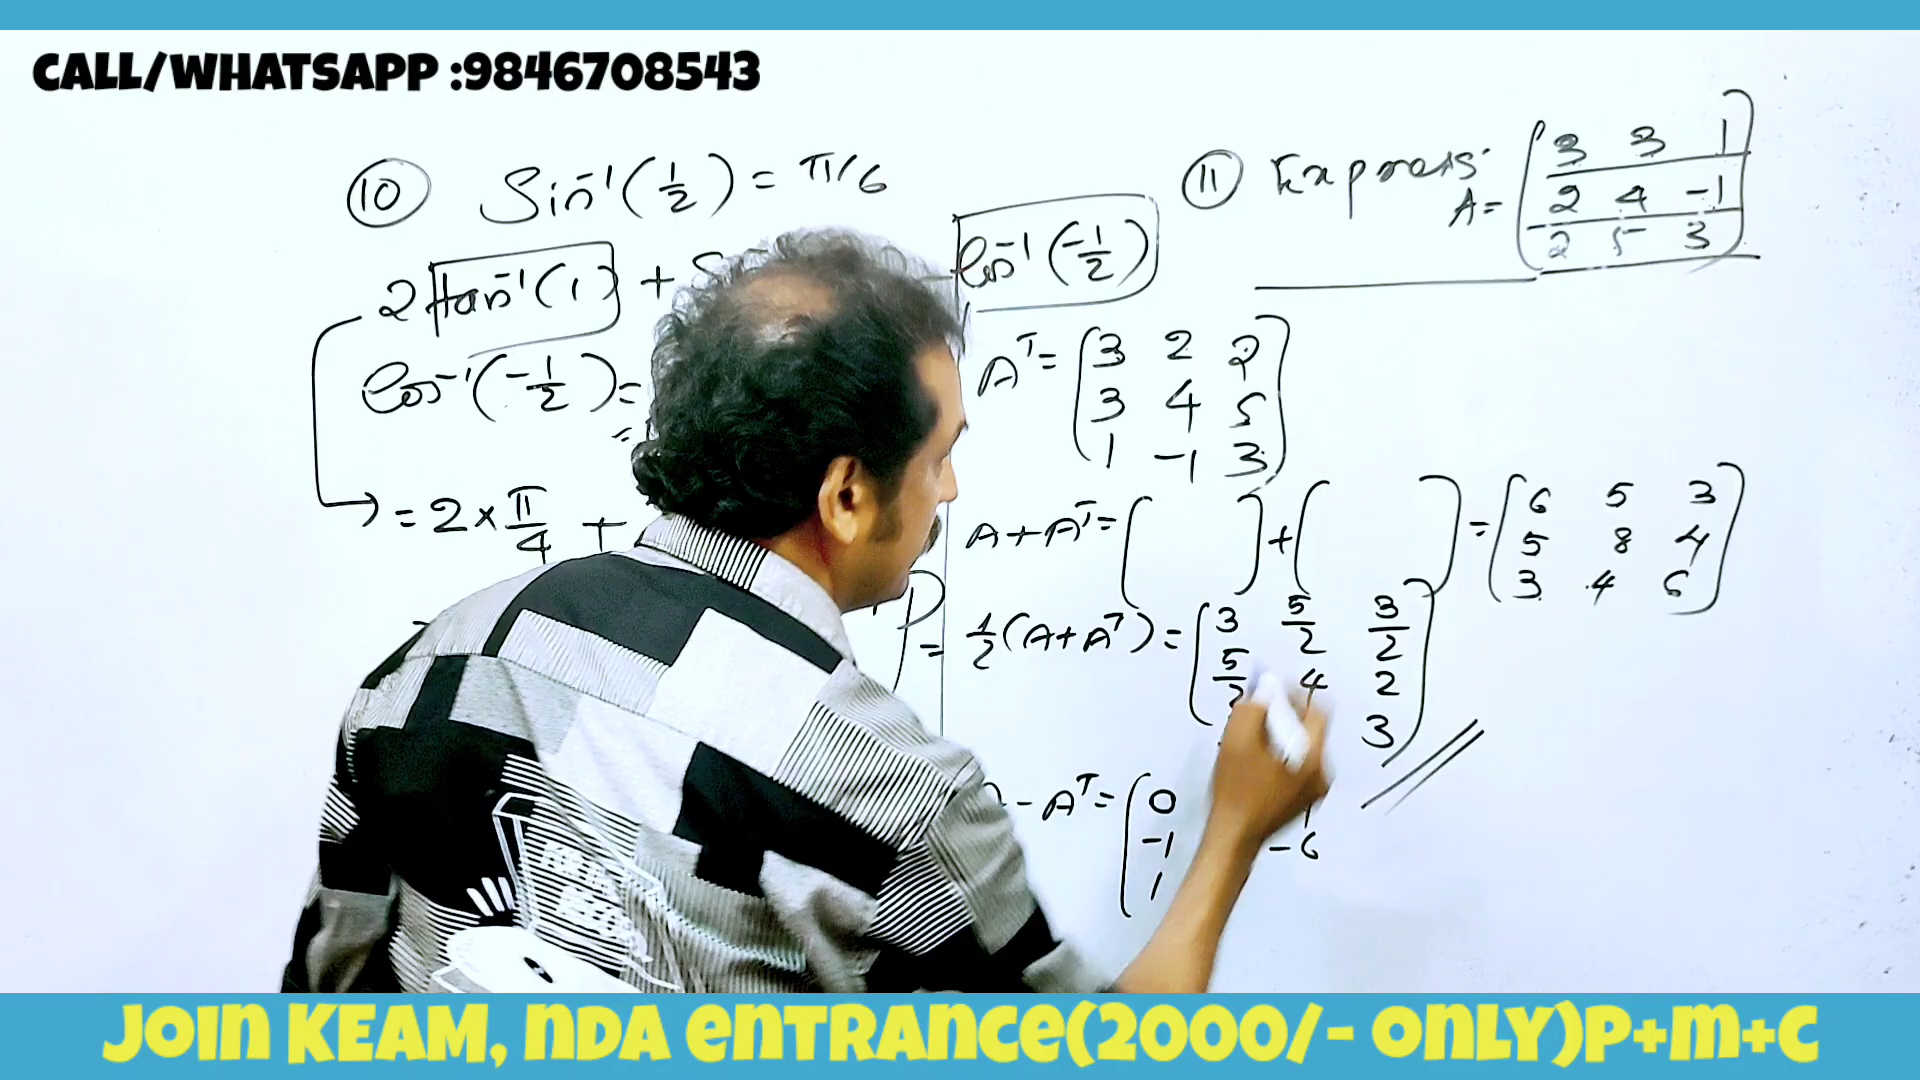 CALL/WHATSAPP :9846708543
10 Sin⁻¹(1/2) = π/6
2 tan⁻¹(1) + S Cos⁻¹(-1/2)
Cos⁻¹(-1/2) =
= 2 × π/4 +
11 Express
A = [3 3 1
2 4 -1
2 5 3]
Aᵀ = [3 2 2
3 4 5
1 -1 3]
A + Aᵀ = [ ] + [ ] = [6 5 3
5 8 4
3 4 6]
P = 1/2 (A + Aᵀ) = [3 5/2 3/2
5/2 4 2
3]
- Aᵀ = [0 1
-1 -6
1
JOIN KEAM, NDA ENTRANCE(2000/- ONLY)P+M+C